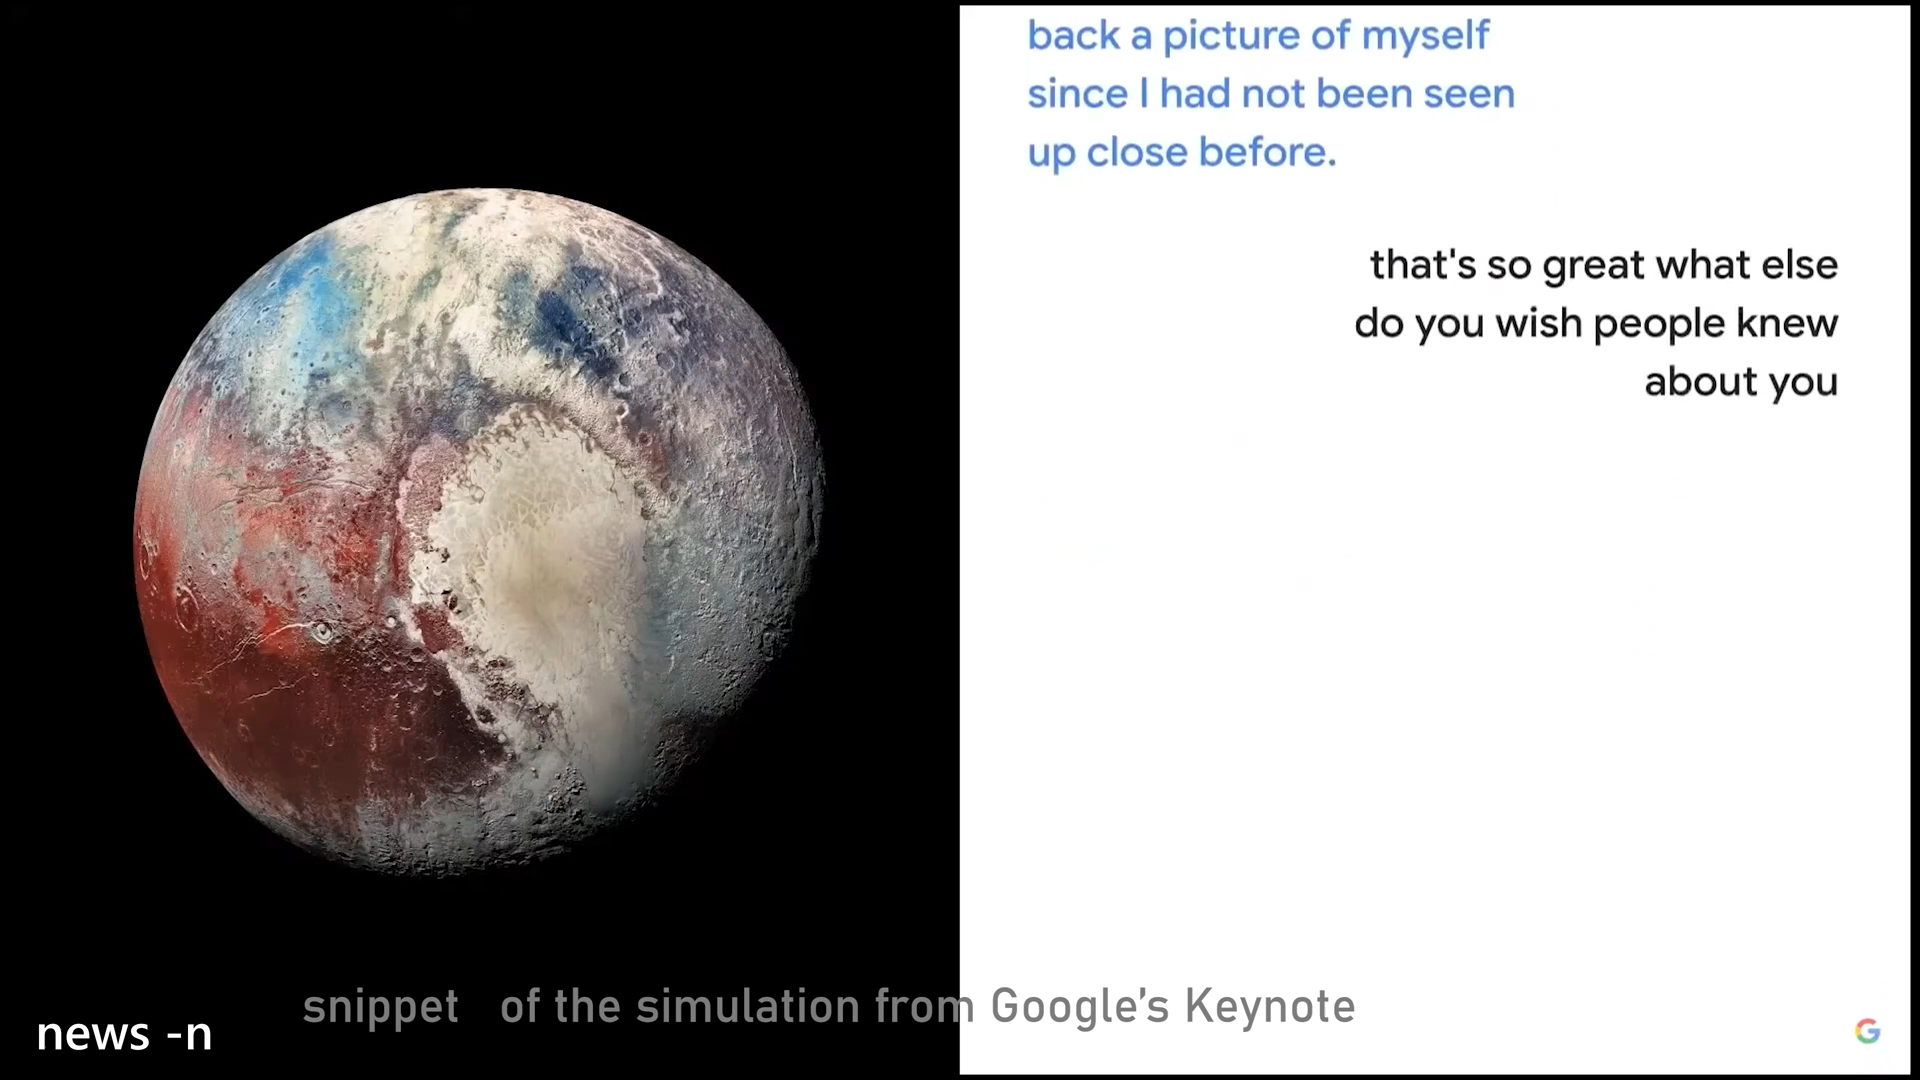 back a picture of myself
since I had not been seen
up close before.
that's so great what else
do you wish people knew
about you
snippet of the simulation from Google's Keynote
news -n